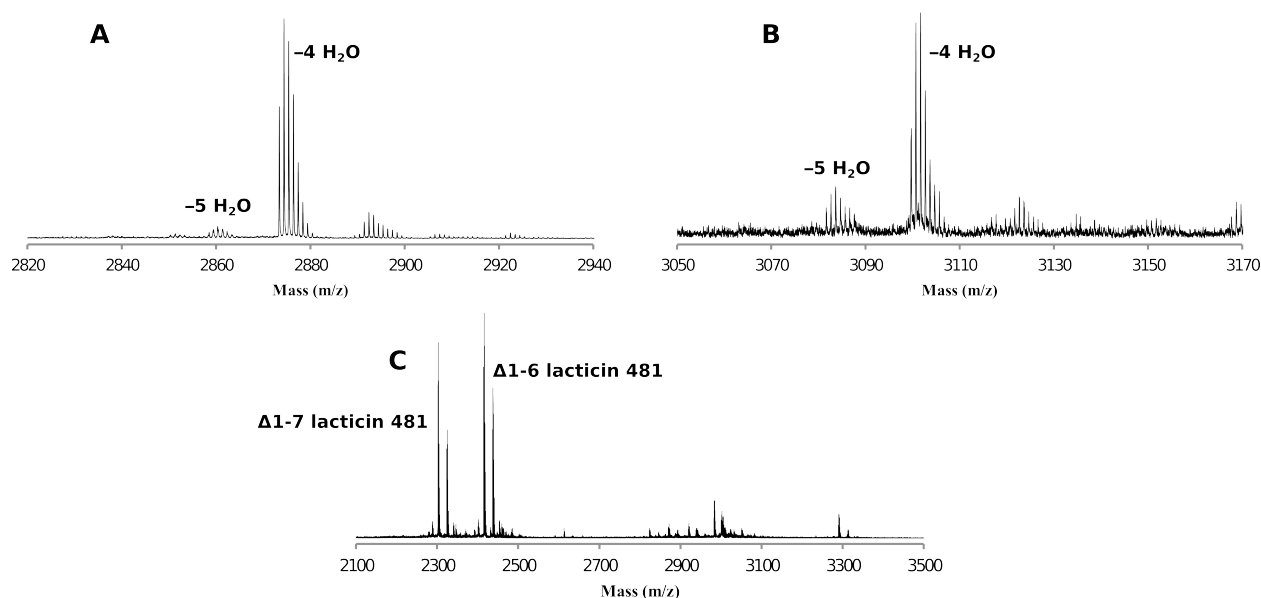 A
–4 H₂O
–5 H₂O
2820 2840 2860 2880 2900 2920 2940
Mass (m/z)
B
–4 H₂O
–5 H₂O
3050 3070 3090 3110 3130 3150 3170
Mass (m/z)
C
Δ1-6 lacticin 481
Δ1-7 lacticin 481
2100 2300 2500 2700 2900 3100 3300 3500
Mass (m/z)